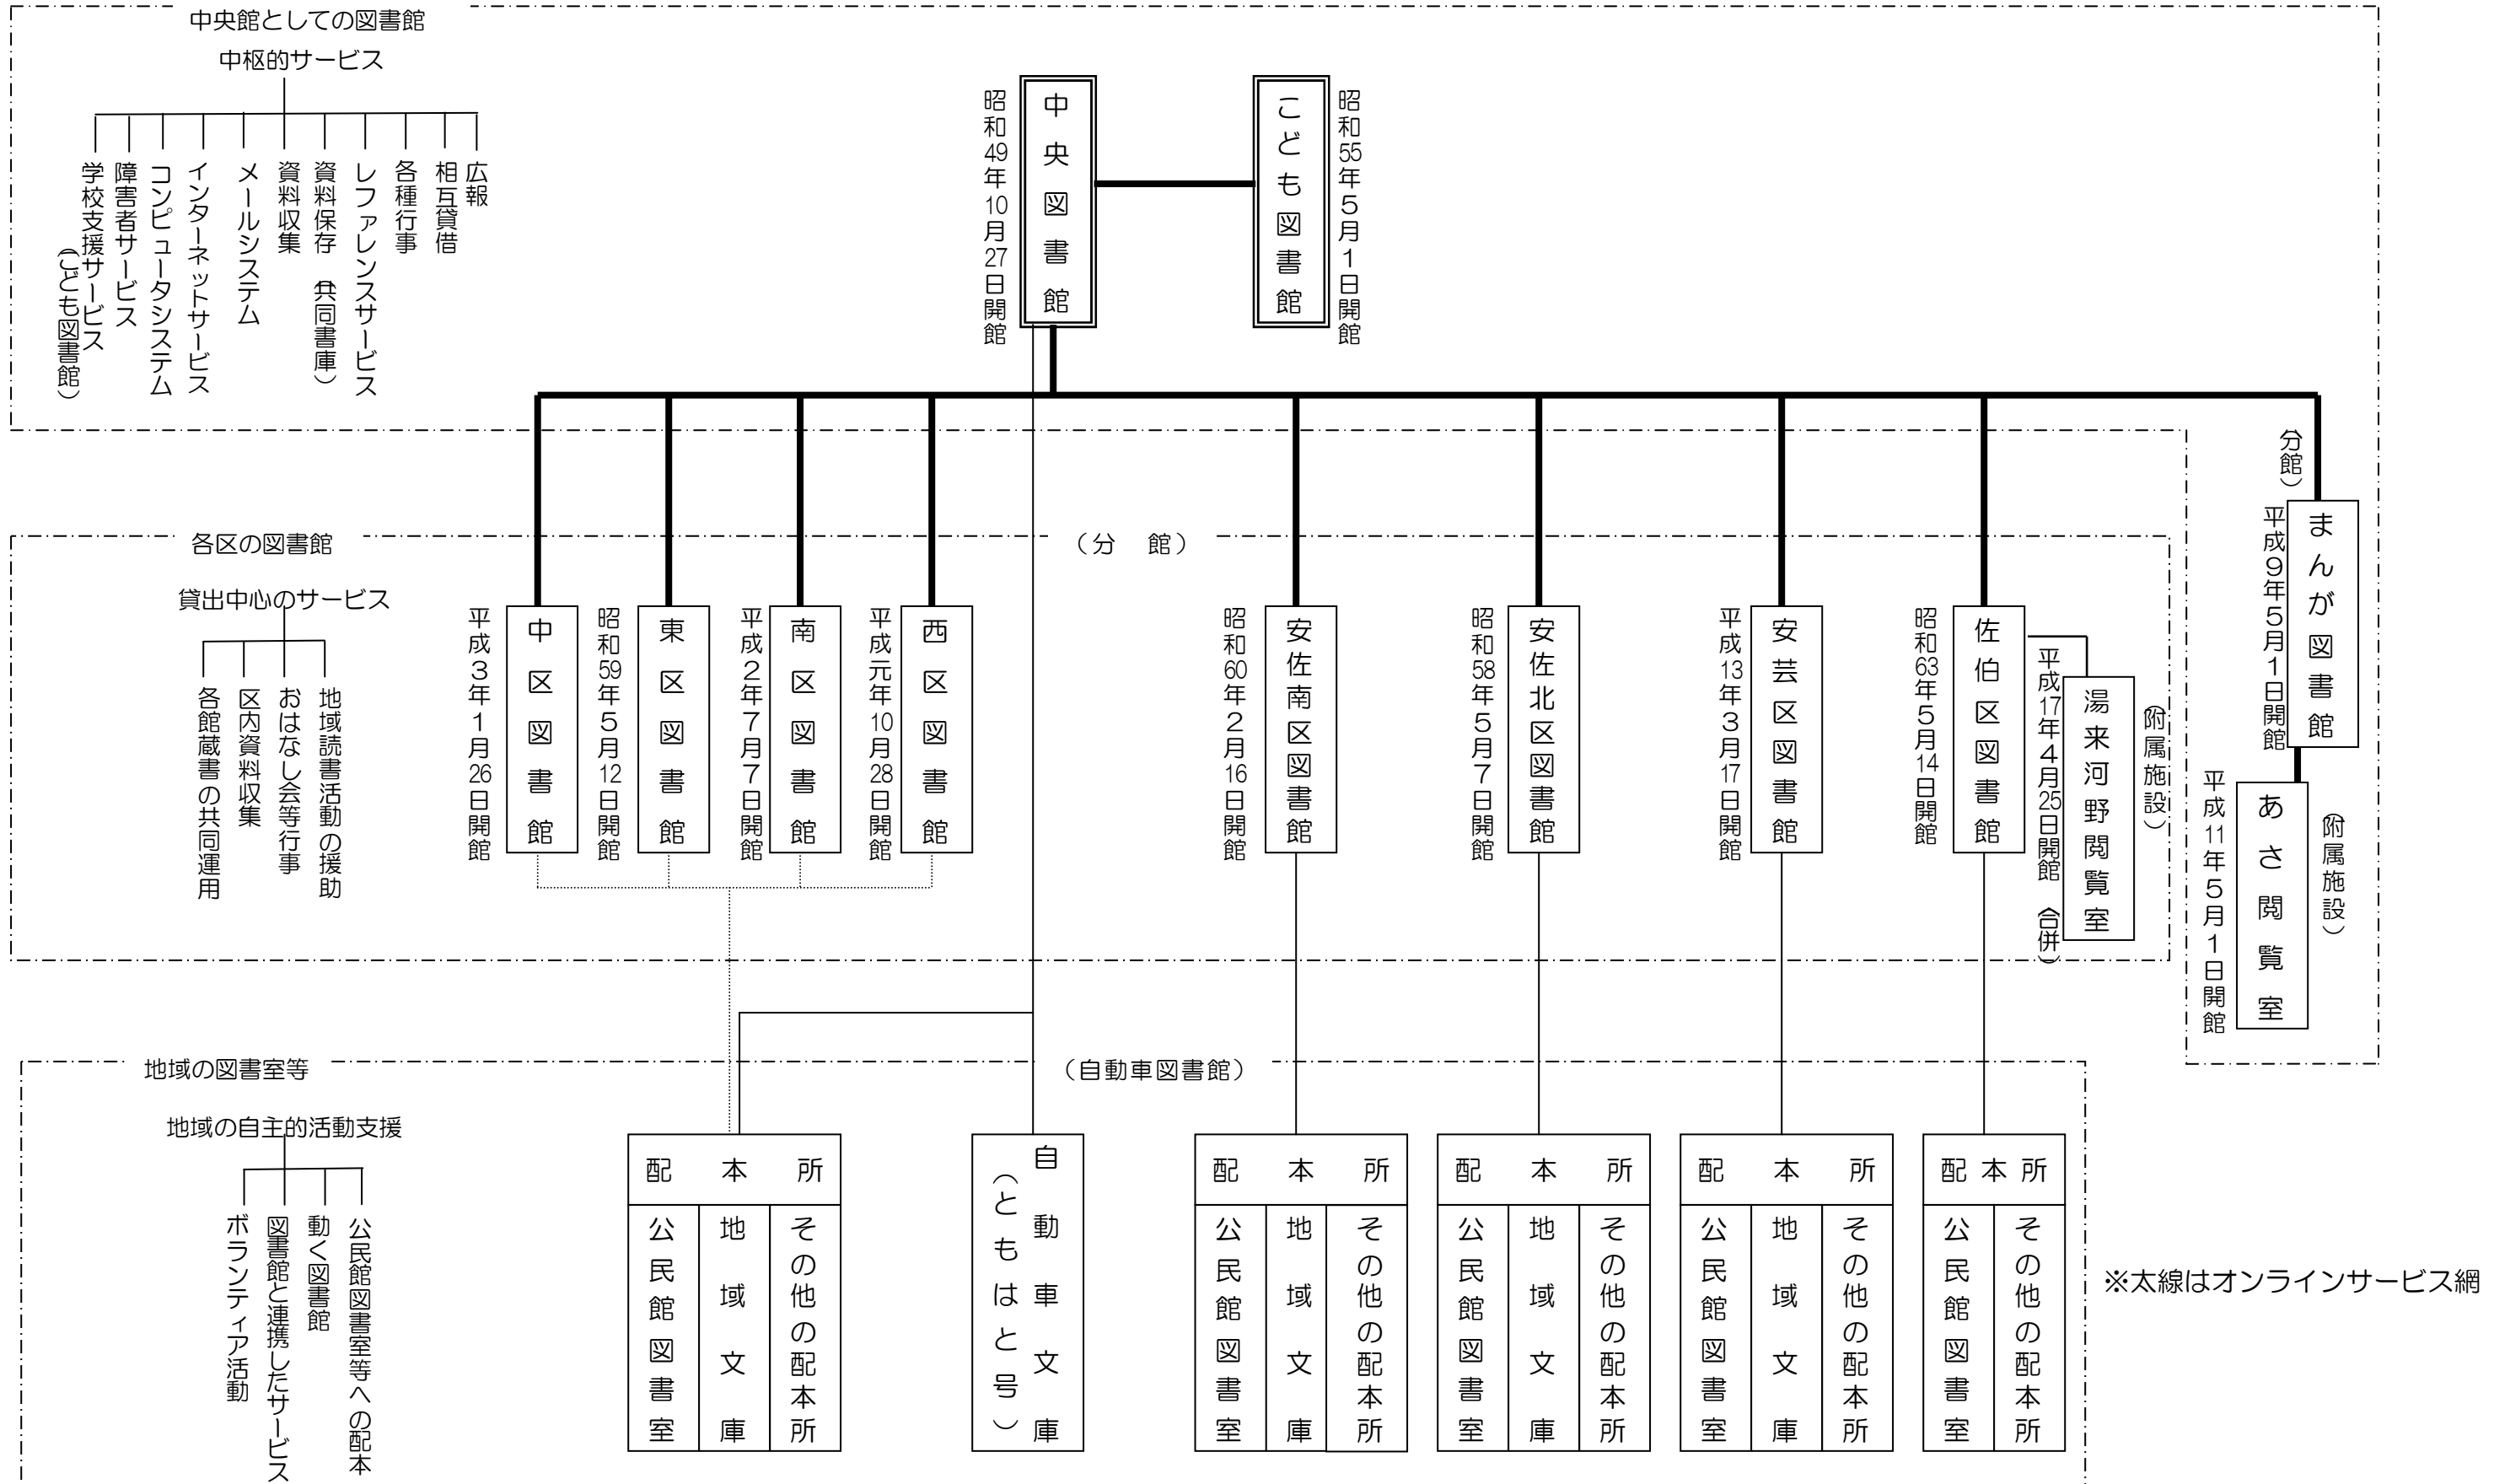 中央館としての図書館
中枢的サービス
広報
相互貸借
各種行事
レファレンスサービス
資料保存　（共同書庫）
資料収集
メールシステム
インターネットサービス
コンピュータシステム
障害者サービス
学校支援サービス
（こども図書館）
中央図書館
昭和49年10月27日開館
こども図書館
昭和55年5月1日開館
（分館）
まんが図書館
平成9年5月1日開館
（附属施設）
あさ閲覧室
平成11年5月1日開館
各区の図書館
（分　館）
貸出中心のサービス
地域読書活動の援助
おはなし会等行事
区内資料収集
各館蔵書の共同運用
中区図書館
平成3年1月26日開館
東区図書館
昭和59年5月12日開館
南区図書館
平成2年7月7日開館
西区図書館
平成元年10月28日開館
安佐南区図書館
昭和60年2月16日開館
安佐北区図書館
昭和58年5月7日開館
安芸区図書館
平成13年3月17日開館
佐伯区図書館
昭和63年5月14日開館
（附属施設）
湯来河野閲覧室
平成17年4月25日開館　（合併）
地域の図書室等
（自動車図書館）
地域の自主的活動支援
公民館図書室等への配本
動く図書館
図書館と連携したサービス
ボランティア活動
配本所
公民館図書室
地域文庫
その他の配本所
自動車文庫
（ともはと号）
配本所
公民館図書室
地域文庫
その他の配本所
配本所
公民館図書室
地域文庫
その他の配本所
配本所
公民館図書室
地域文庫
その他の配本所
配本所
公民館図書室
その他の配本所
※太線はオンラインサービス網